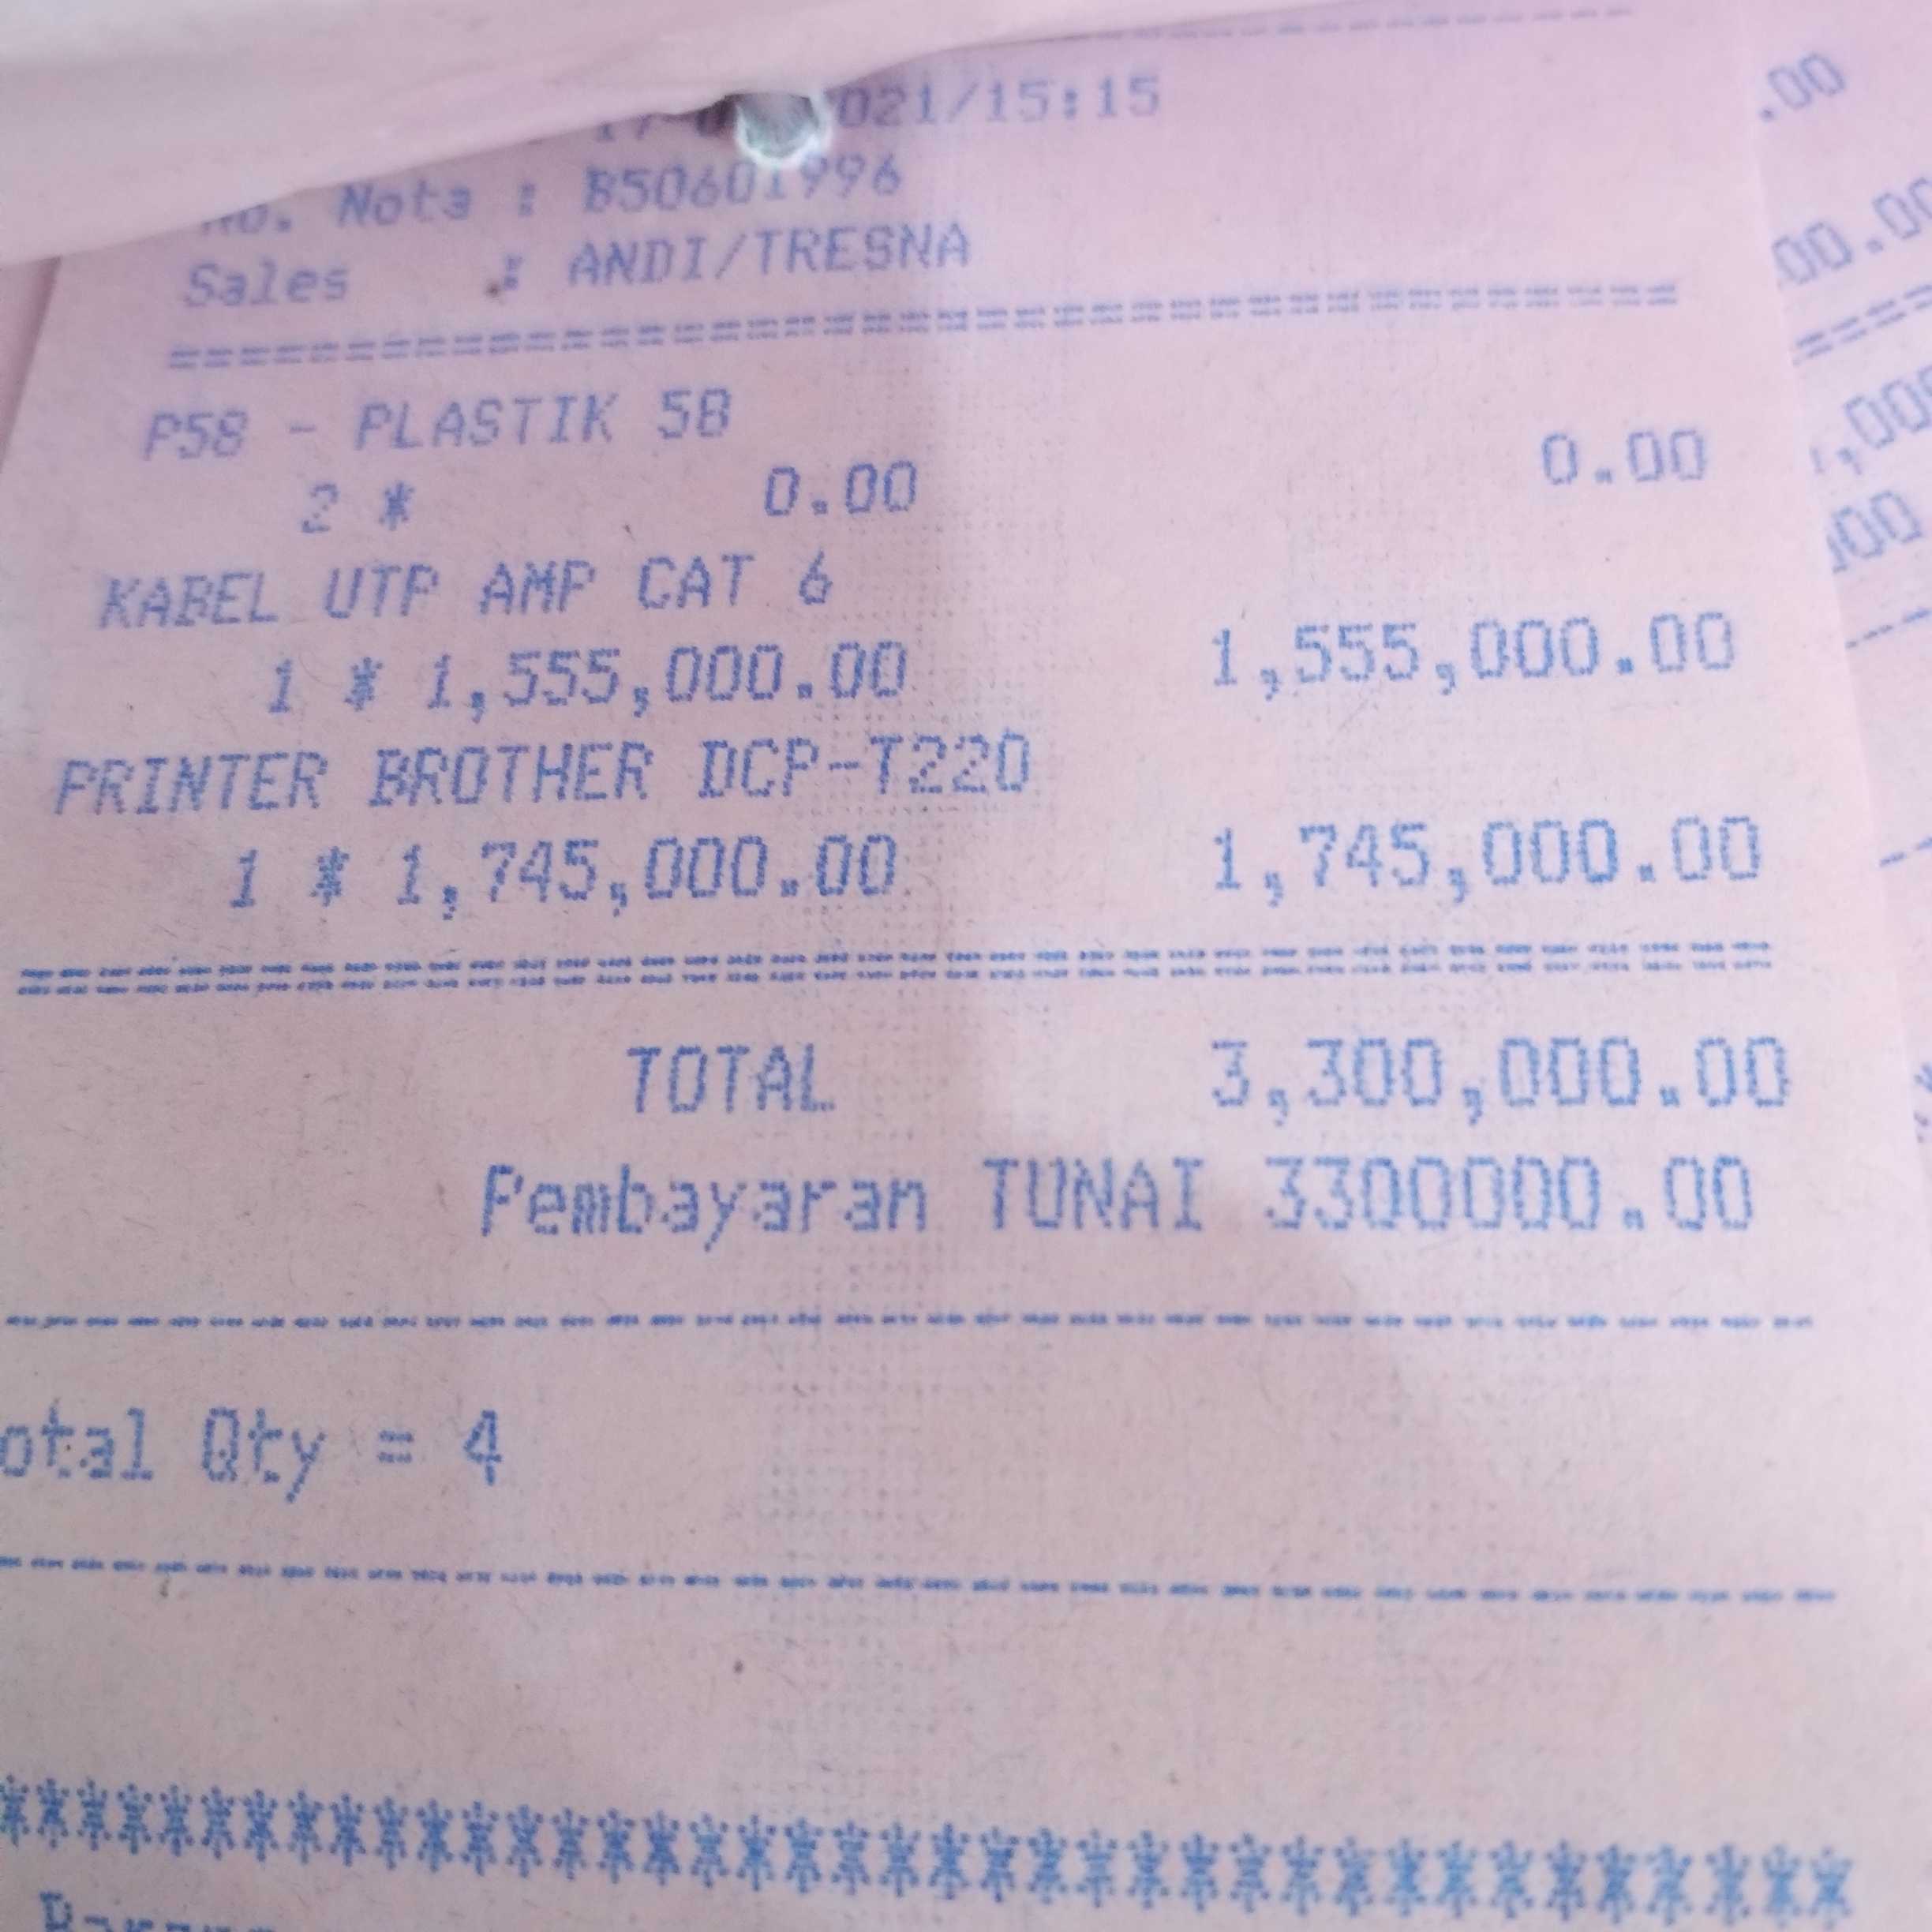 021/15:15
No. Nota : B50601996
Sales : ANDI/TRESNA
P58 - PLASTIK 58
2 * 0.00 0.00
KABEL UTP AMP CAT 6
1 * 1,555,000.00 1,555,000.00
PRINTER BROTHER DCP-T220
1 * 1,745,000.00 1,745,000.00
TOTAL 3,300,000.00
Pembayaran TUNAI 3300000.00
otal Qty = 4